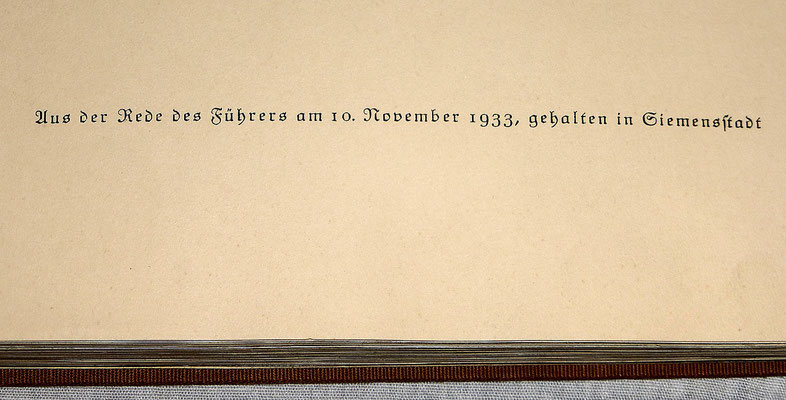 Aus der Rede des Führers am 10. November 1933, gehalten in Siemensſtadt